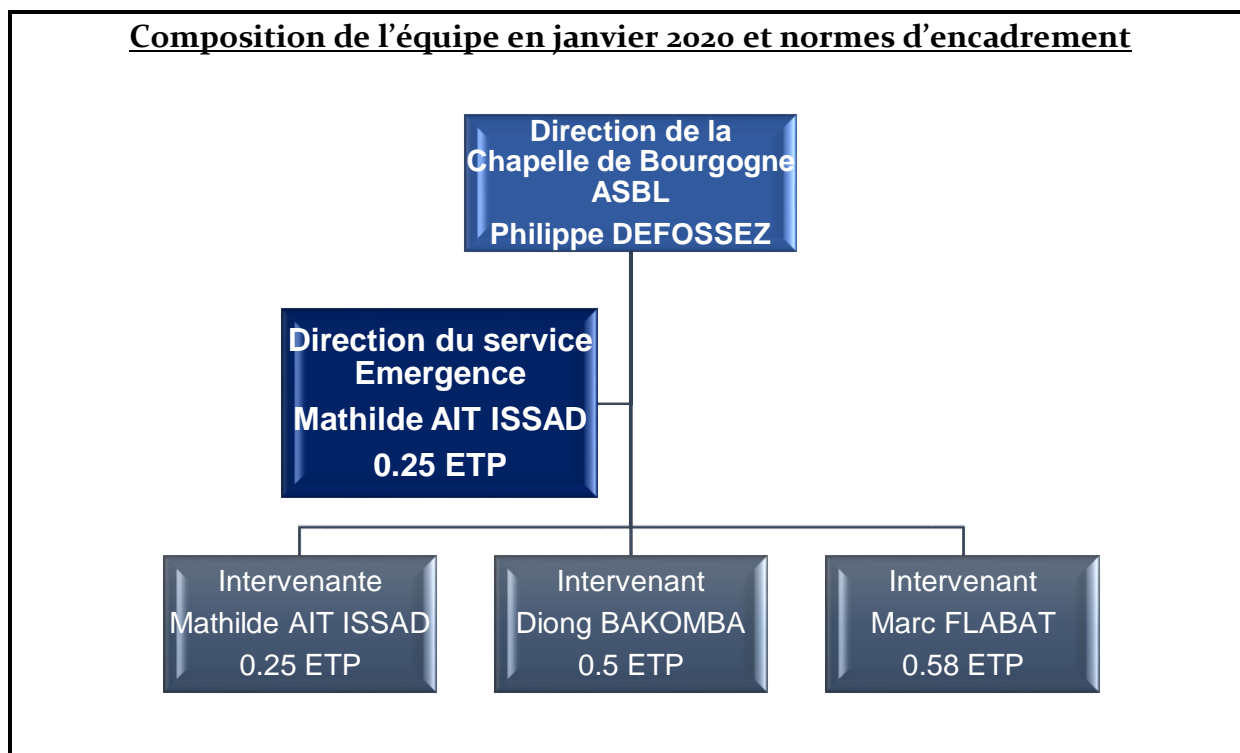 Composition de l’équipe en janvier 2020 et normes d’encadrement
Direction de la
Chapelle de Bourgogne
ASBL
Philippe DEFOSSEZ
Direction du service
Emergence
Mathilde AIT ISSAD
0.25 ETP
Intervenante
Mathilde AIT ISSAD
0.25 ETP
Intervenant
Diong BAKOMBA
0.5 ETP
Intervenant
Marc FLABAT
0.58 ETP